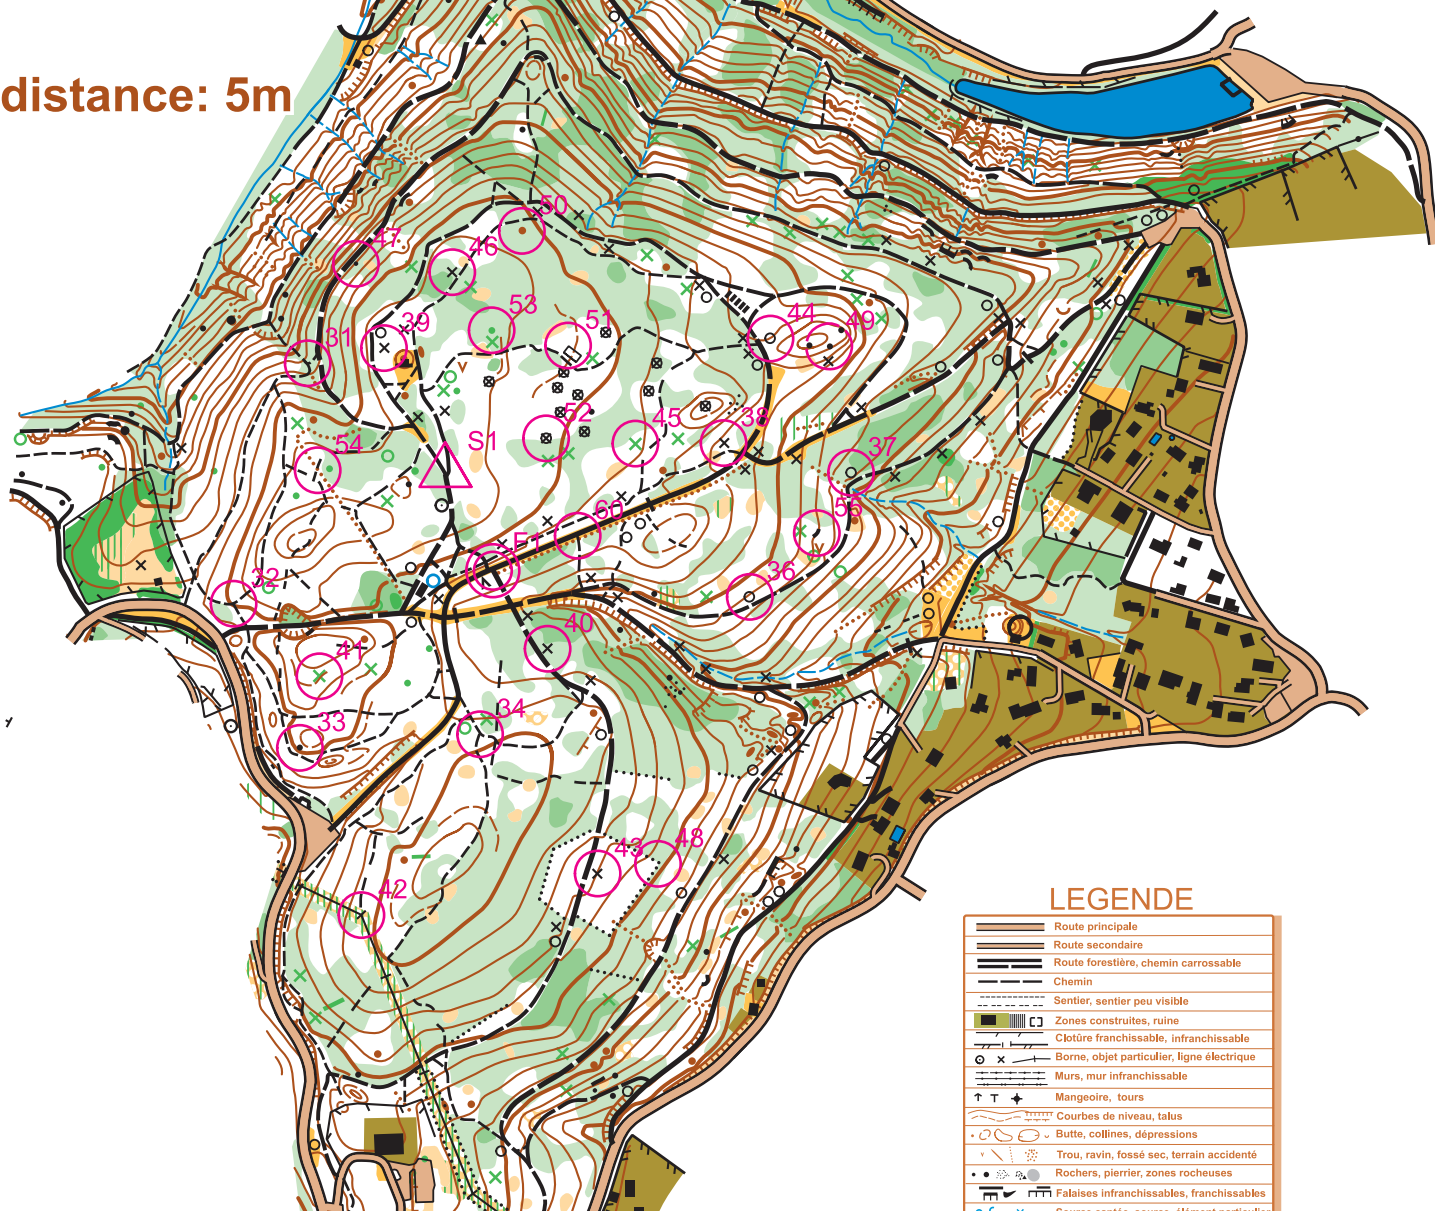 distance: 5m
50
47
46
53
51
44
49
39
31
52
45
38
S1
54
37
55
60
F1
32
36
40
41
34
33
43
48
42
LEGENDE
Route principale
Route secondaire
Route forestière, chemin carrossable
Chemin
Sentier, sentier peu visible
Zones construites, ruine
Clotûre franchissable, infranchissable
Borne, objet particulier, ligne électrique
Murs, mur infranchissable
Mangeoire, tours
Courbes de niveau, talus
Butte, collines, dépressions
Trou, ravin, fossé sec, terrain accidenté
Rochers, pierrier, zones rocheuses
Falaises infranchissables, franchissables